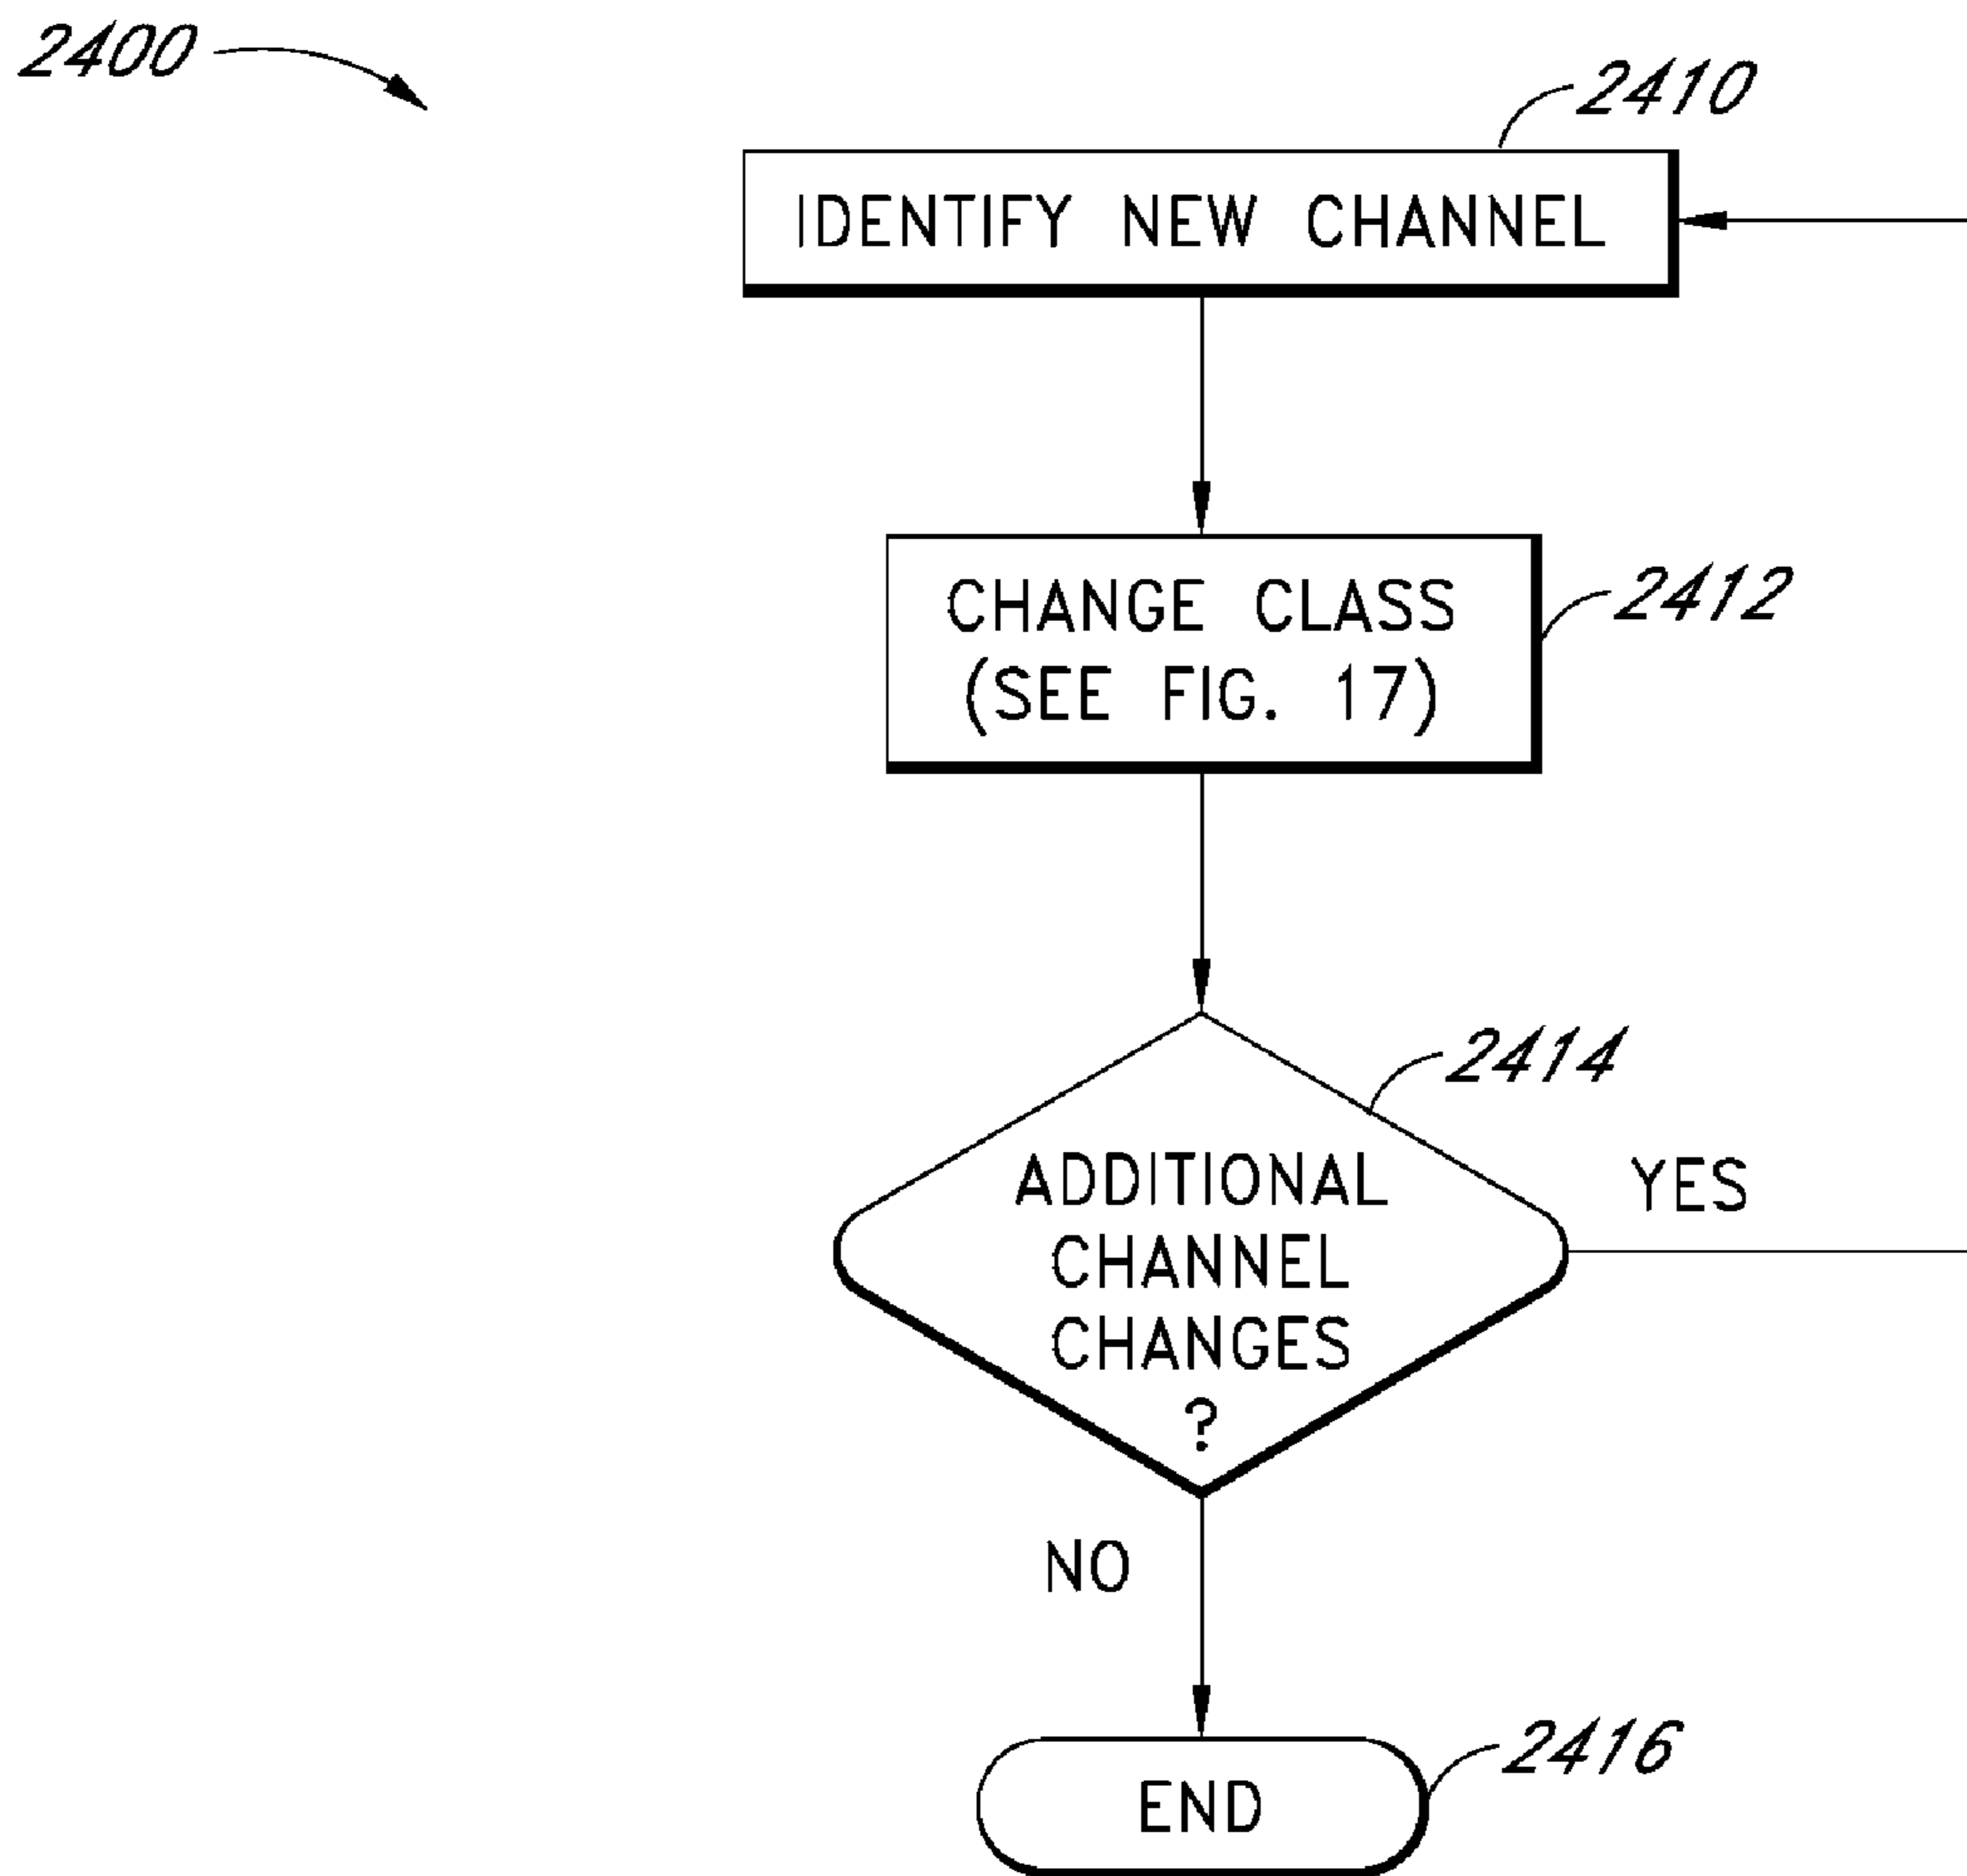 2400
2410
IDENTIFY NEW CHANNEL
CHANGE CLASS
(SEE FIG. 17)
2412
2414
ADDITIONAL
CHANNEL
CHANGES
?
YES
NO
2416
END